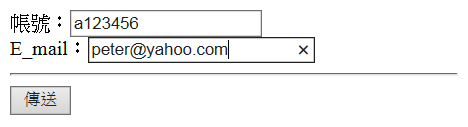 帳號：a123456
E_mail：peter@yahoo.com ×
傳送